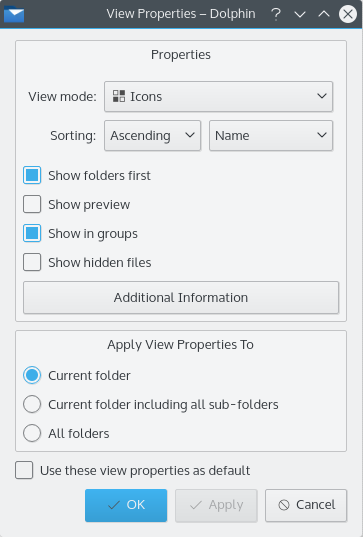 View Properties – Dolphin
Properties
View mode: Icons
Sorting: Ascending Name
Show folders first
Show preview
Show in groups
Show hidden files
Additional Information
Apply View Properties To
Current folder
Current folder including all sub-folders
All folders
Use these view properties as default
OK Apply Cancel